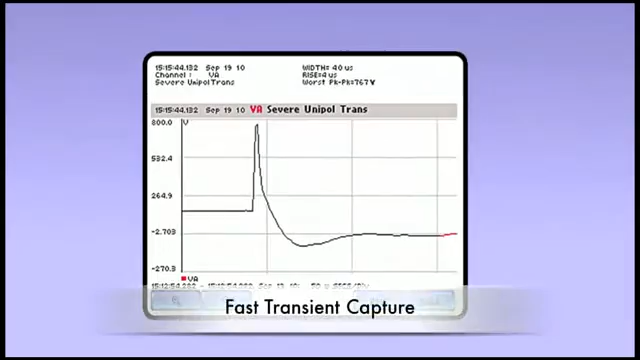 15:15:44.132 Sep 19 10 WIDTH= 40 us
Channel : VA RISE=4 us
Severe UnipolTrans Worst Pk-Pk=767 V
15:15:44.132 Sep 19 10 VA Severe Unipol Trans
800.0 V
532.4
264.9
-2.703
-270.3
VA
Fast Transient Capture